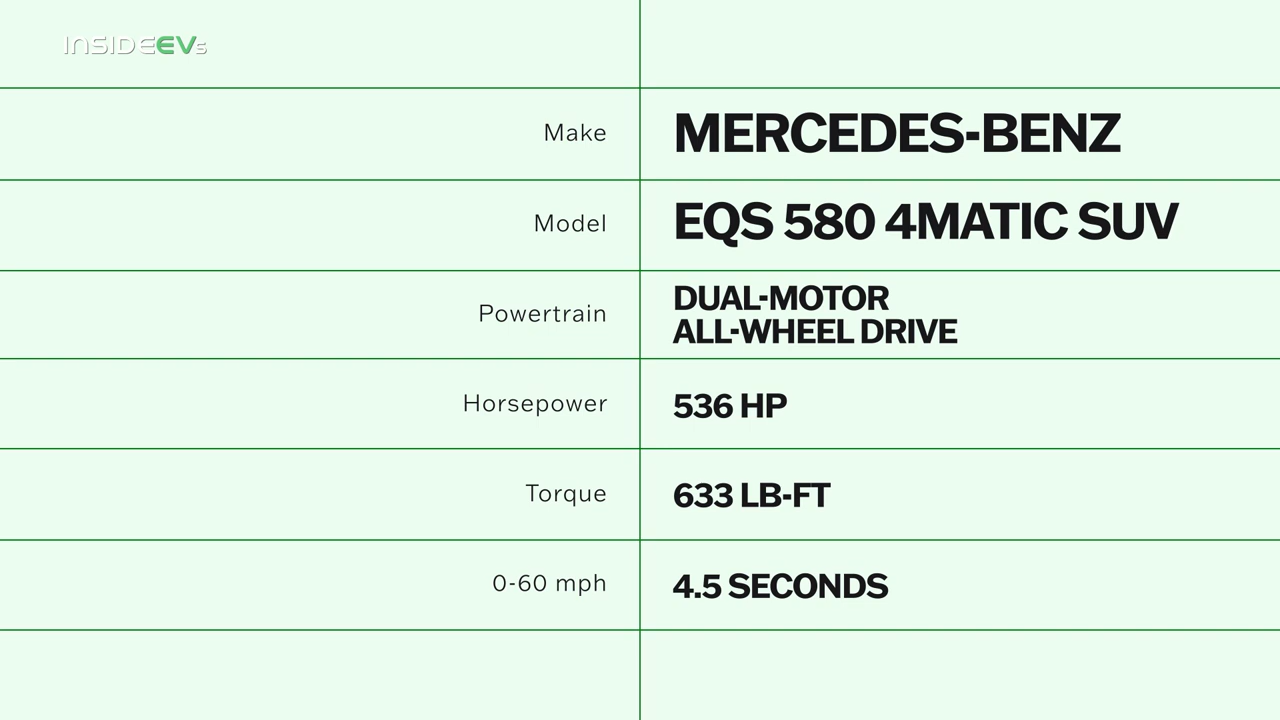 INSIDEEVs
Make
MERCEDES-BENZ
Model
EQS 580 4MATIC SUV
Powertrain
DUAL-MOTOR
ALL-WHEEL DRIVE
Horsepower
536 HP
Torque
633 LB-FT
0-60 mph
4.5 SECONDS